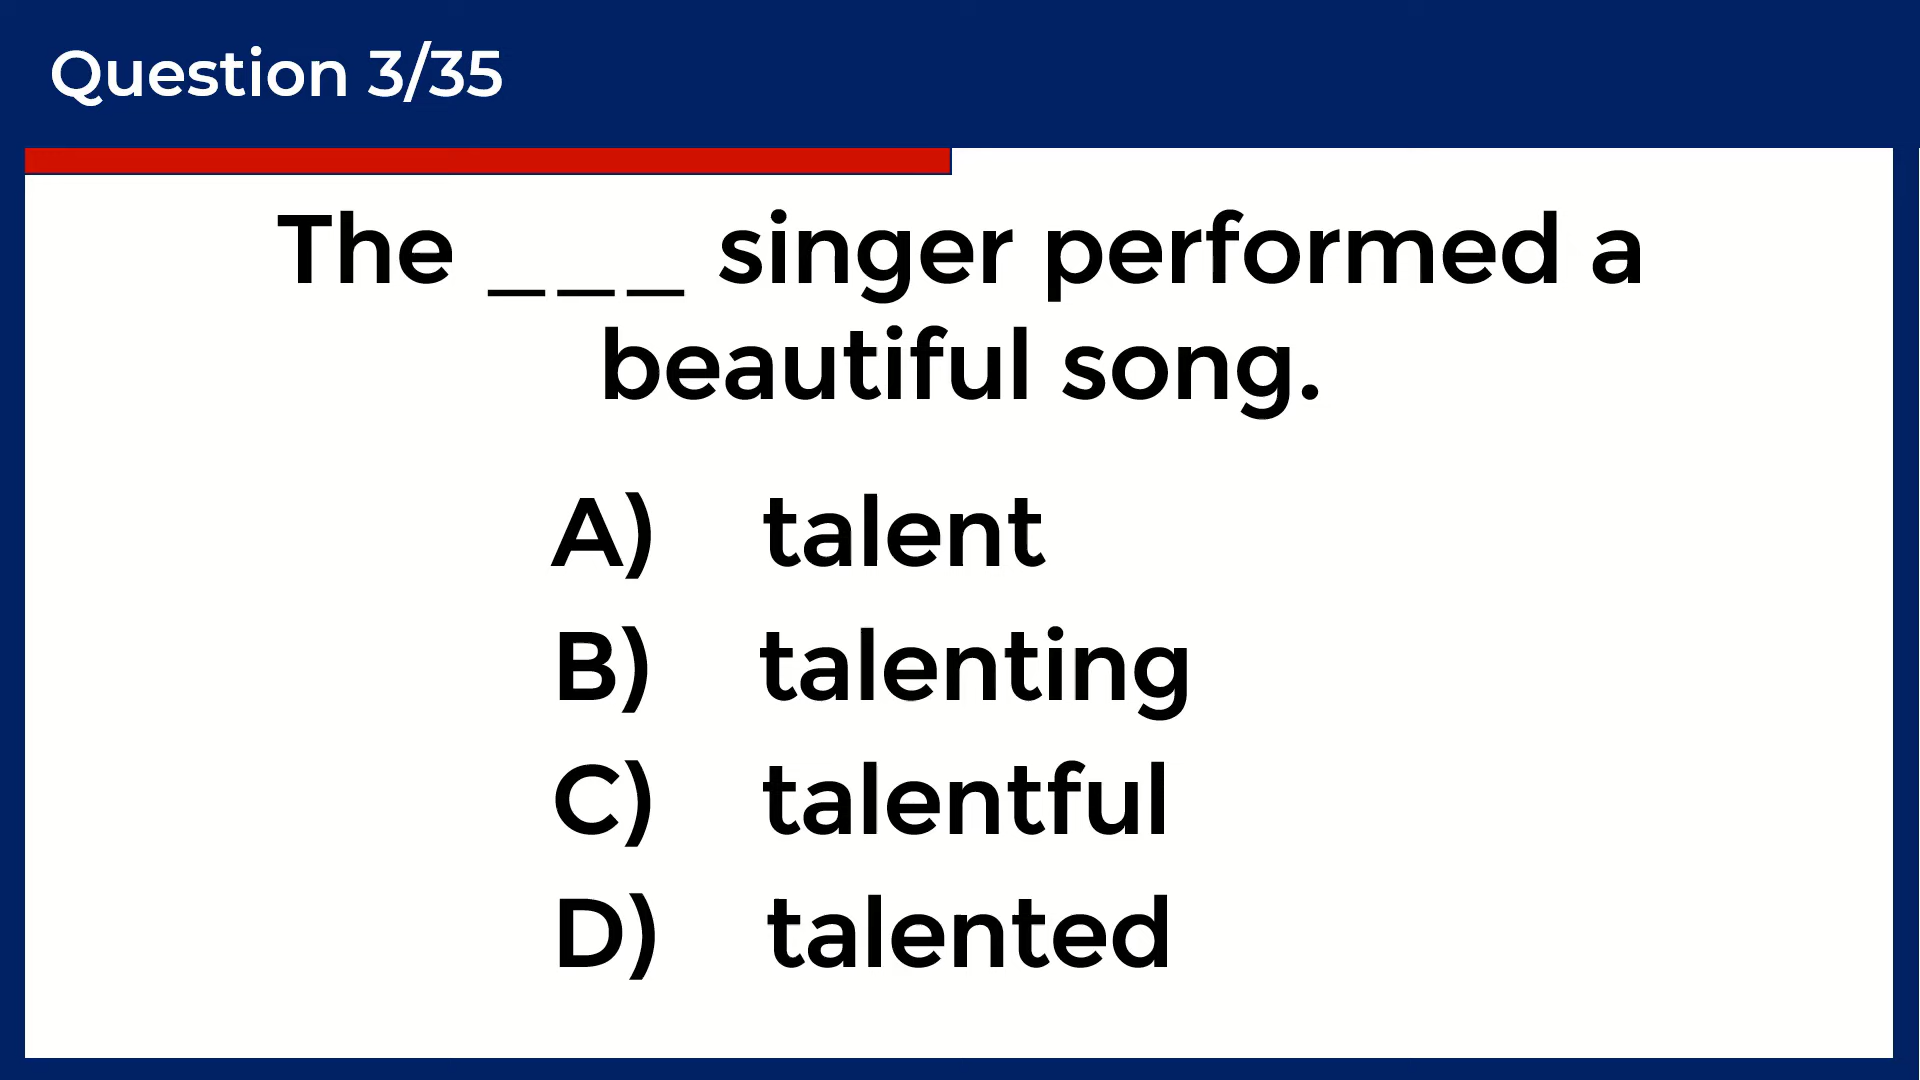 Question 3/35
The ___ singer performed a
beautiful song.
A) talent
B) talenting
C) talentful
D) talented